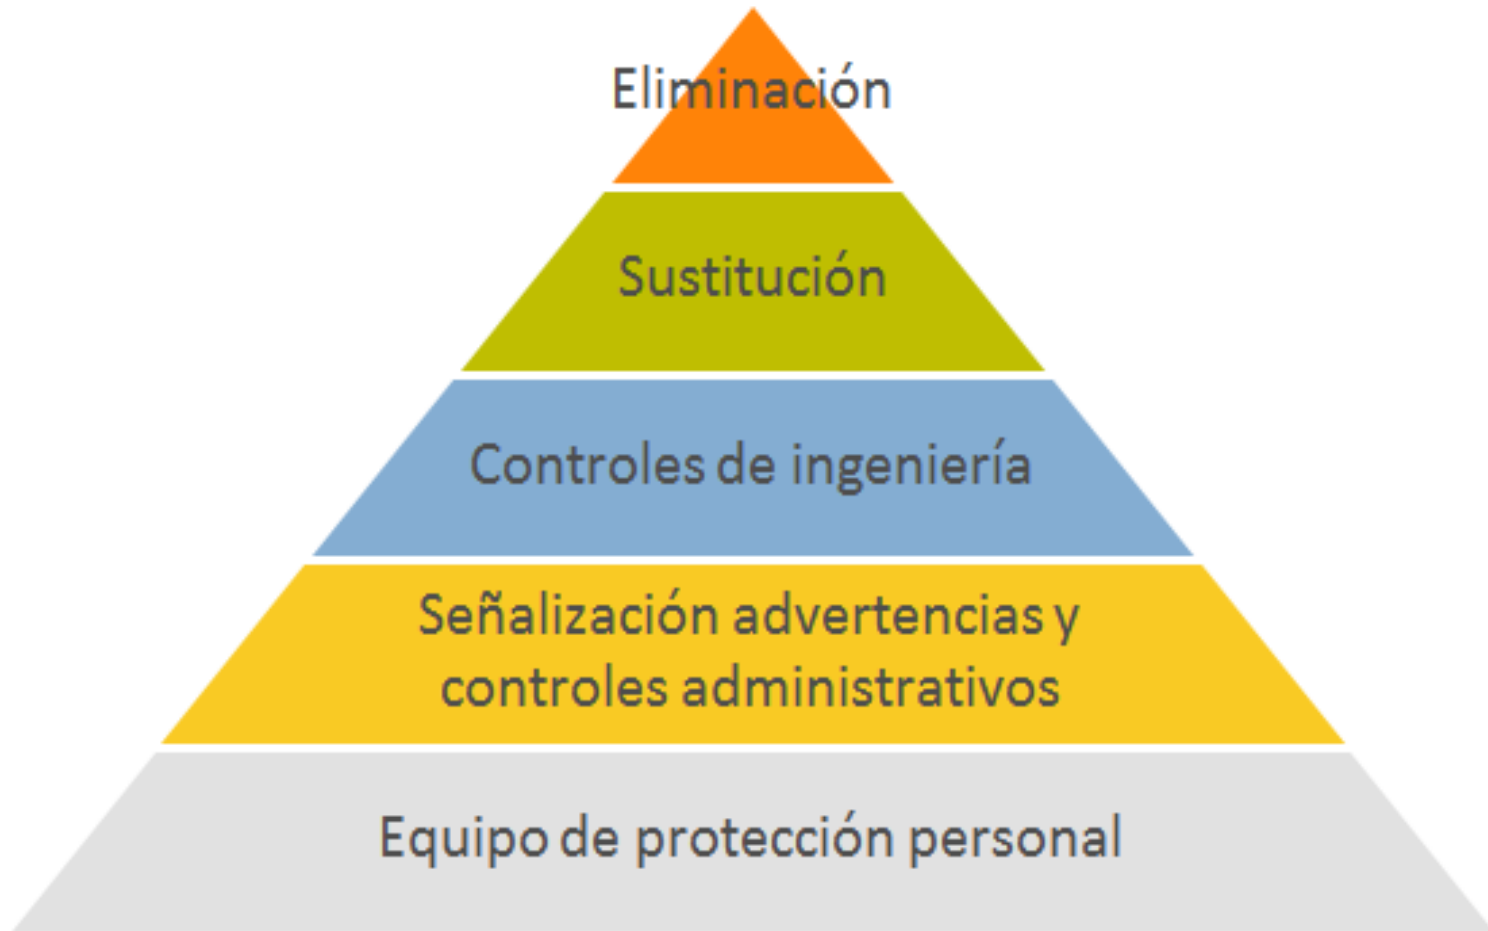 Eliminación
Sustitución
Controles de ingeniería
Señalización advertencias y
controles administrativos
Equipo de protección personal